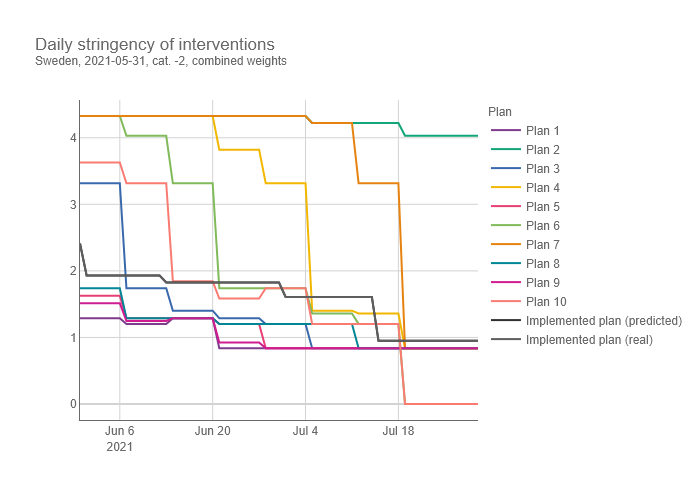 Daily stringency of interventions
Sweden, 2021-05-31, cat. -2, combined weights
Plan
Plan 1
Plan 2
Plan 3
Plan 4
Plan 5
Plan 6
Plan 7
Plan 8
Plan 9
Plan 10
Implemented plan (predicted)
Implemented plan (real)
4
3
2
1
0
Jun 6
2021
Jun 20
Jul 4
Jul 18